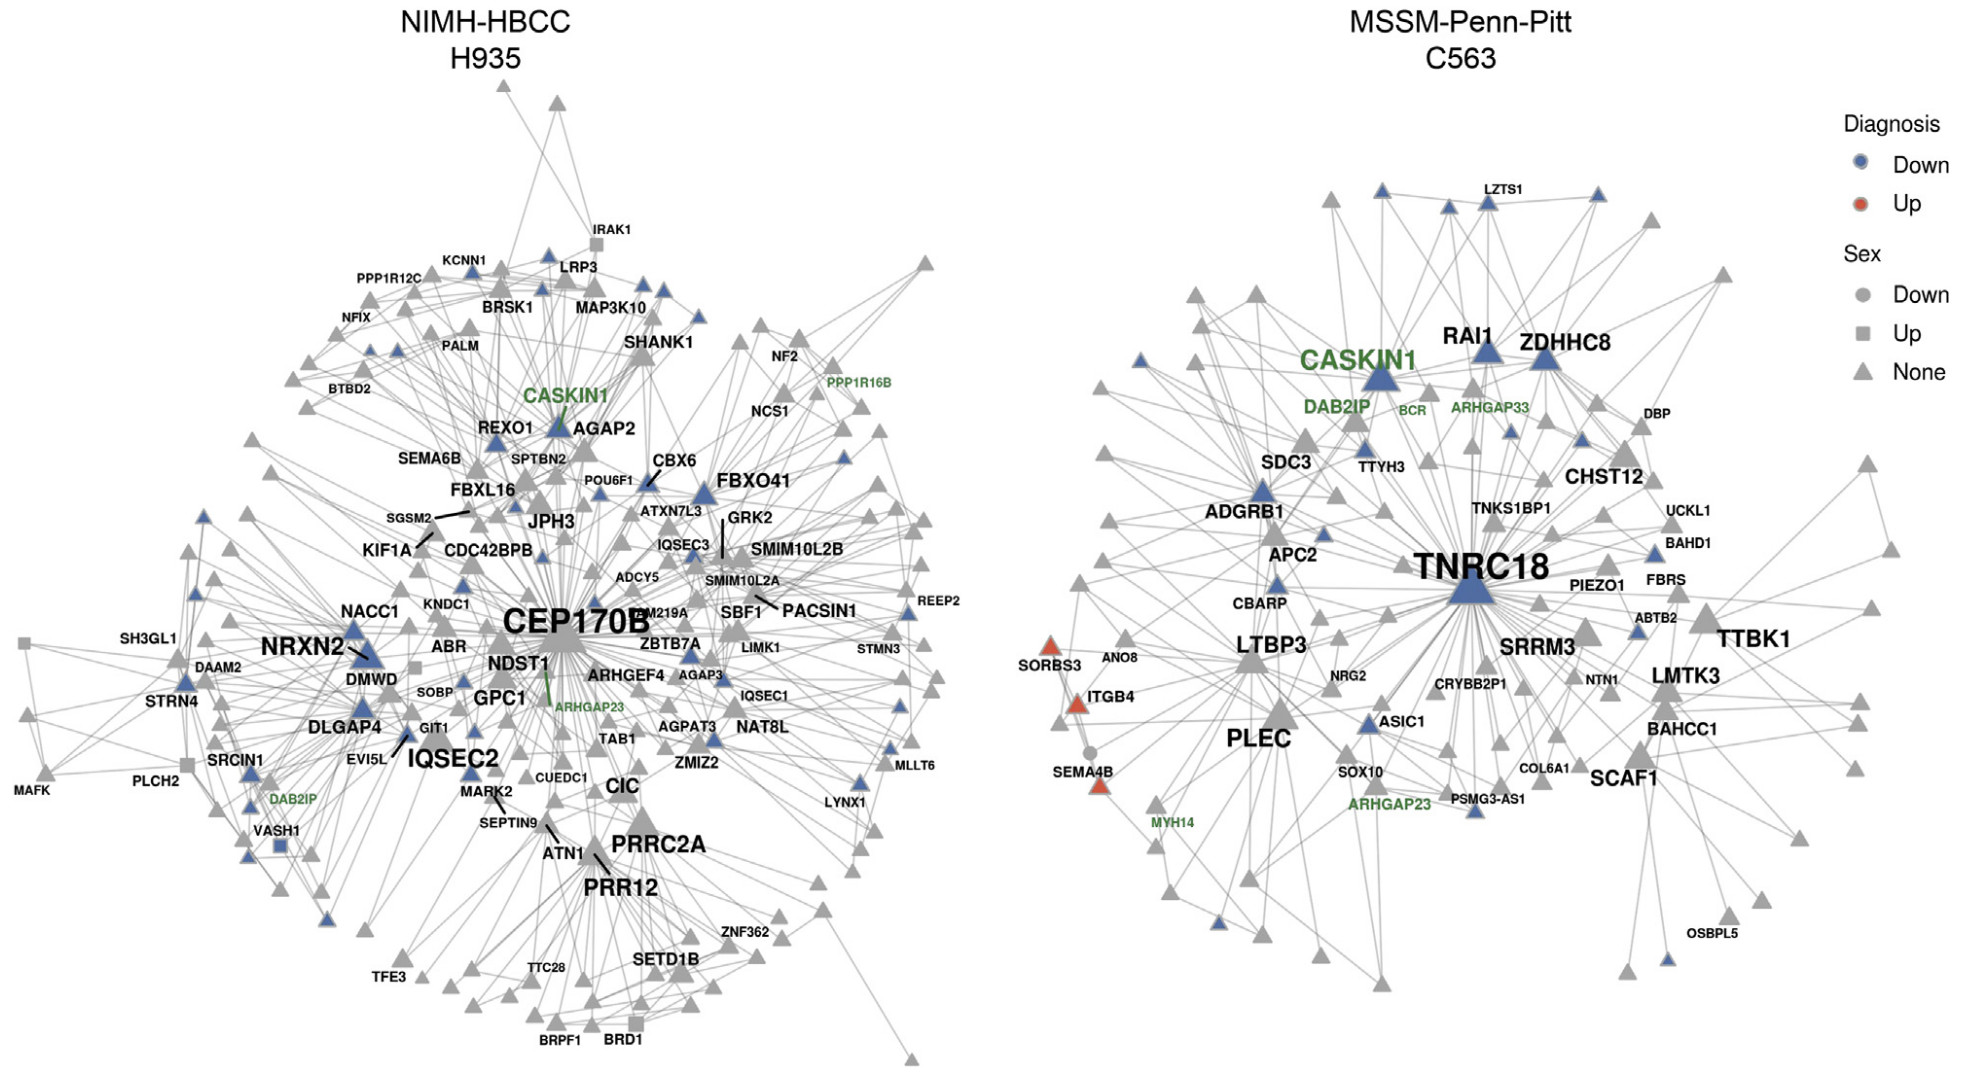 NIMH-HBCC
H935
IRAK1
KCNN1
LRP3
PPP1R12C
BRSK1
MAP3K10
NFIX
SHANK1
PALM
NF2
BTBD2
PPP1R16B
CASKIN1
NCS1
REXO1
AGAP2
SEMA6B
SPTBN2
CBX6
FBXL16
POU6F1
FBXO41
SGSM2
JPH3
ATXN7L3
GRK2
KIF1A
CDC42BPB
IQSEC3
SMIM10L2B
ADCY5
SMIM10L2A
NACC1
KNDC1
CEP170B
SBF1
PACSIN1
REEP2
SH3GL1
NRXN2
ABR
ZBTB7A
LIMK1
STMN3
DAAM2
DMWD
NDST1
ARHGEF4
AGAP3
STRN4
SOBP
GPC1
ARHGAP23
IQSEC1
DLGAP4
GIT1
AGPAT3
NAT8L
SRCIN1
EVI5L
IQSEC2
TAB1
ZMIZ2
MLLT6
PLCH2
MAFK
CUEDC1
DAB2IP
MARK2
CIC
LYNX1
VASH1
SEPTIN9
ATN1
PRRC2A
PRR12
ZNF362
TFE3
TTC28
SETD1B
BRPF1
BRD1
MSSM-Penn-Pitt
C563
LZTS1
RAI1
ZDHHC8
CASKIN1
DAB2IP
BCR
ARHGAP33
DBP
SDC3
TTYH3
CHST12
ADGRB1
TNKS1BP1
UCKL1
APC2
BAHD1
TNRC18
PIEZO1
FBRS
CBARP
ABTB2
LTBP3
SRRM3
TTBK1
SORBS3
ANO8
NRG2
CRYBB2P1
NTN1
LMTK3
ITGB4
ASIC1
BAHCC1
PLEC
SEMA4B
SOX10
COL6A1
SCAF1
ARHGAP23
PSMG3-AS1
MYH14
OSBPL5
Diagnosis
Down
Up
Sex
Down
Up
None